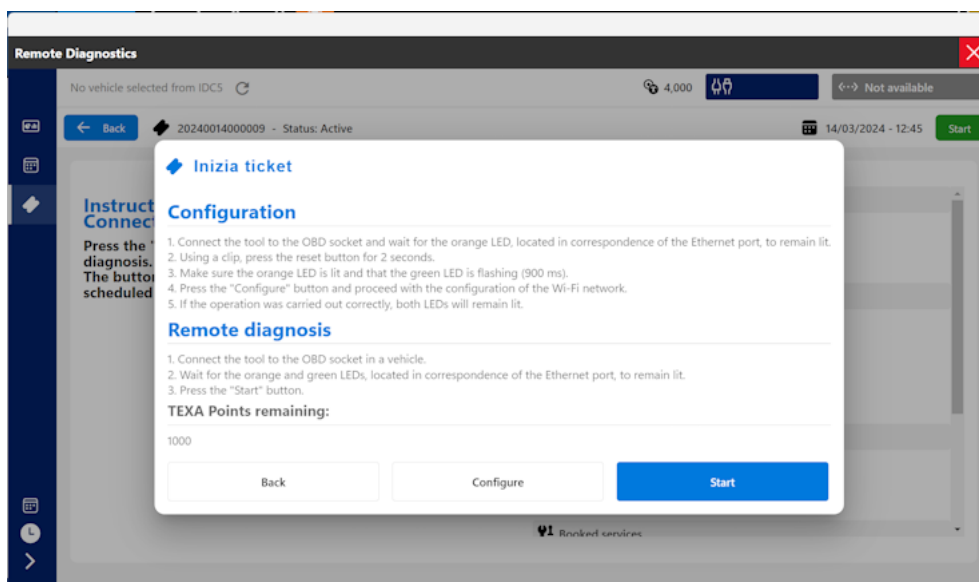 Remote Diagnostics
No vehicle selected from IDC5
4,000
Not available
Back
20240014000009 - Status: Active
14/03/2024 - 12:45
Start
Inizia ticket
Instruct
Connec
Press the "
diagnosis.
The butto
scheduled
Configuration
1. Connect the tool to the OBD socket and wait for the orange LED, located in correspondence of the Ethernet port, to remain lit.
2. Using a clip, press the reset button for 2 seconds.
3. Make sure the orange LED is lit and that the green LED is flashing (900 ms).
4. Press the "Configure" button and proceed with the configuration of the Wi-Fi network.
5. If the operation was carried out correctly, both LEDs will remain lit.
Remote diagnosis
1. Connect the tool to the OBD socket in a vehicle.
2. Wait for the orange and green LEDs, located in correspondence of the Ethernet port, to remain lit.
3. Press the "Start" button.
TEXA Points remaining:
1000
Back
Configure
Start
Booked services